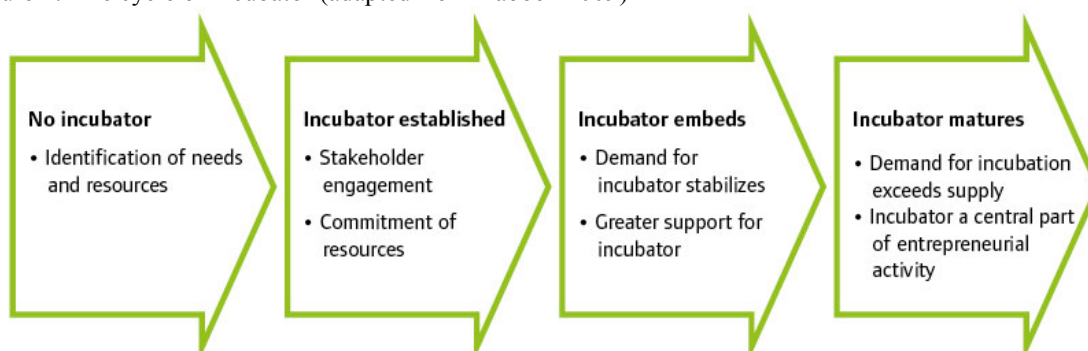 No incubator
• Identification of needs
and resources
Incubator established
• Stakeholder
engagement
• Commitment of
resources
Incubator embeds
• Demand for
incubator stabilizes
• Greater support for
incubator
Incubator matures
• Demand for incubation
exceeds supply
• Incubator a central part
of entrepreneurial
activity